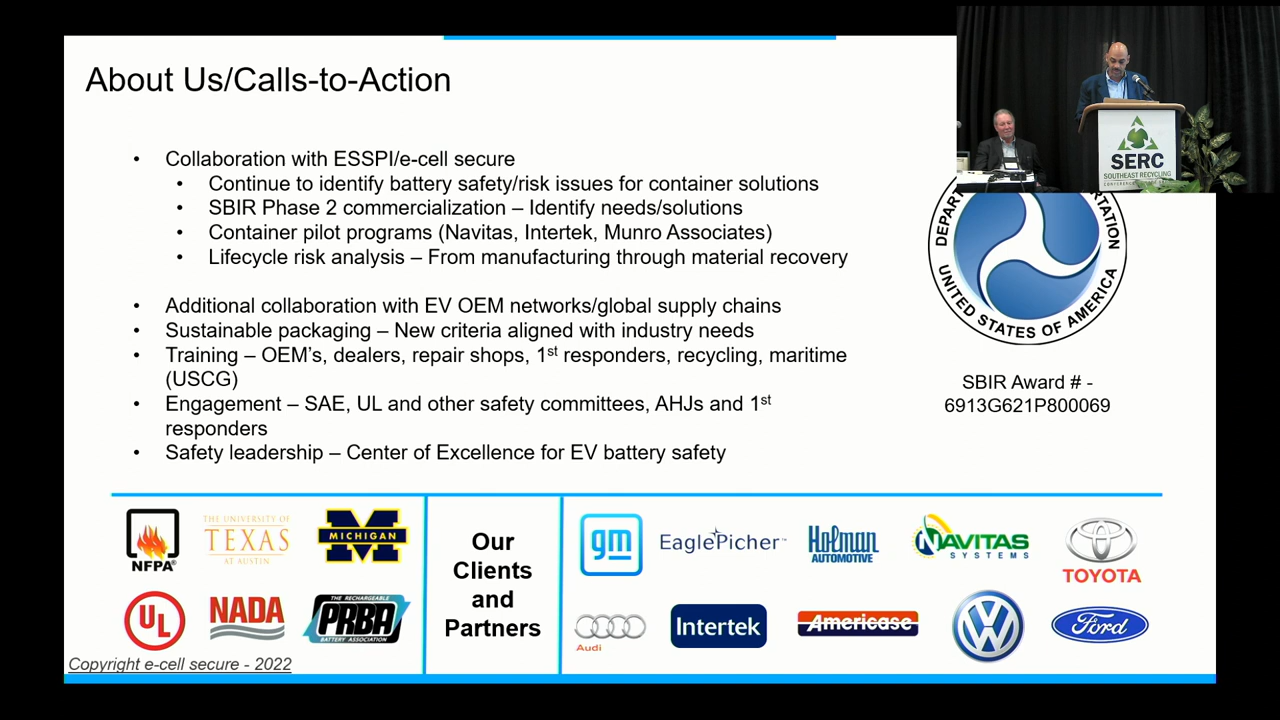 About Us/Calls-to-Action
• Collaboration with ESSPI/e-cell secure
• Continue to identify battery safety/risk issues for container solutions
• SBIR Phase 2 commercialization – Identify needs/solutions
• Container pilot programs (Navitas, Intertek, Munro Associates)
• Lifecycle risk analysis – From manufacturing through material recovery
• Additional collaboration with EV OEM networks/global supply chains
• Sustainable packaging – New criteria aligned with industry needs
• Training – OEM's, dealers, repair shops, 1st responders, recycling, maritime
(USCG)
• Engagement – SAE, UL and other safety committees, AHJs and 1st
responders
• Safety leadership – Center of Excellence for EV battery safety
SERC
SOUTHEAST RECYCLING
UNITED STATES OF AMERICA
SBIR Award # -
6913G621P800069
NFPA®
THE UNIVERSITY OF
TEXAS
AT AUSTIN
M
MICHIGAN
UL
NADA
THE RECHARGEABLE
PRBA
BATTERY ASSOCIATION
Our
Clients
and
Partners
gm
EaglePicher™
Holman
AUTOMOTIVE
NAVITAS
SYSTEMS
TOYOTA
Audi
Intertek
Americase
VW
Ford
Copyright e-cell secure - 2022